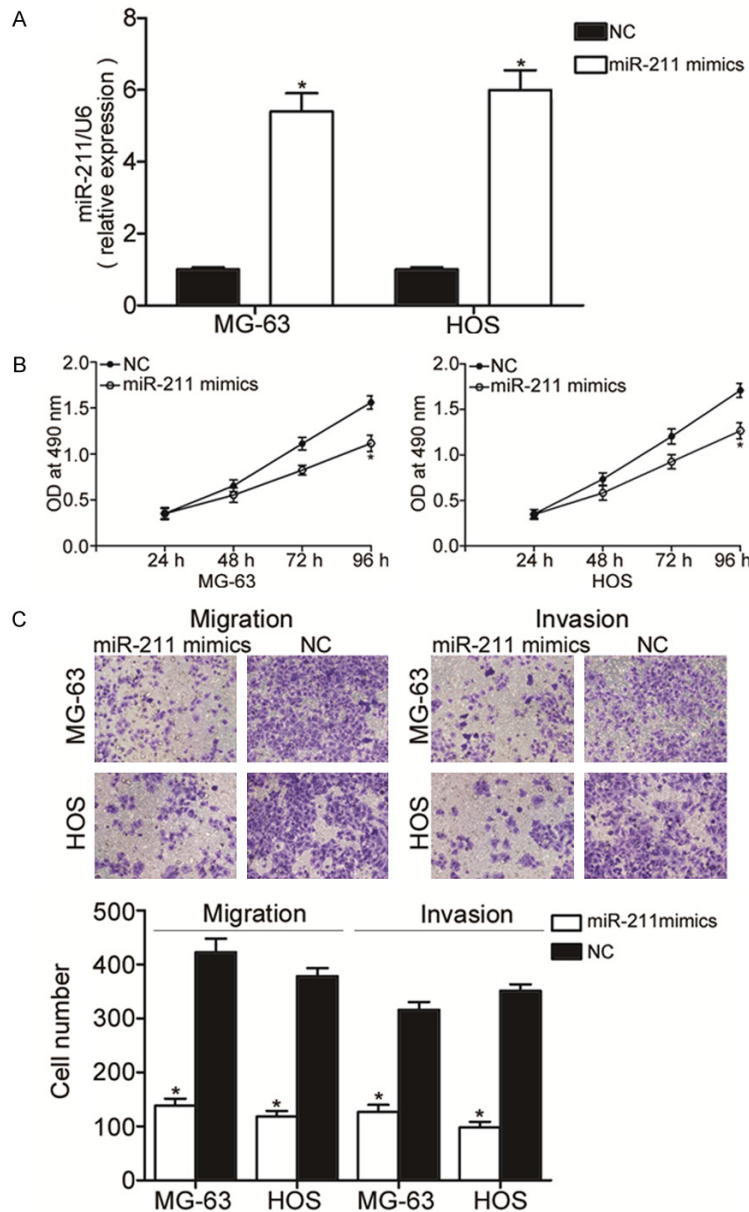 A
8
6
4
2
0
miR-211/U6
( relative expression )
NC
miR-211 mimics
*
*
MG-63
HOS
B
2.0
1.5
1.0
0.5
0.0
OD at 490 nm
NC
miR-211 mimics
*
24 h 48 h 72 h 96 h
MG-63
2.0
1.5
1.0
0.5
0.0
OD at 490 nm
NC
miR-211 mimics
*
24 h 48 h 72 h 96 h
HOS
C
Migration
miR-211 mimics NC
Invasion
miR-211 mimics NC
MG-63
HOS
MG-63
HOS
500
400
300
200
100
0
Cell number
Migration
Invasion
miR-211mimics
NC
*
*
*
*
MG-63 HOS MG-63 HOS